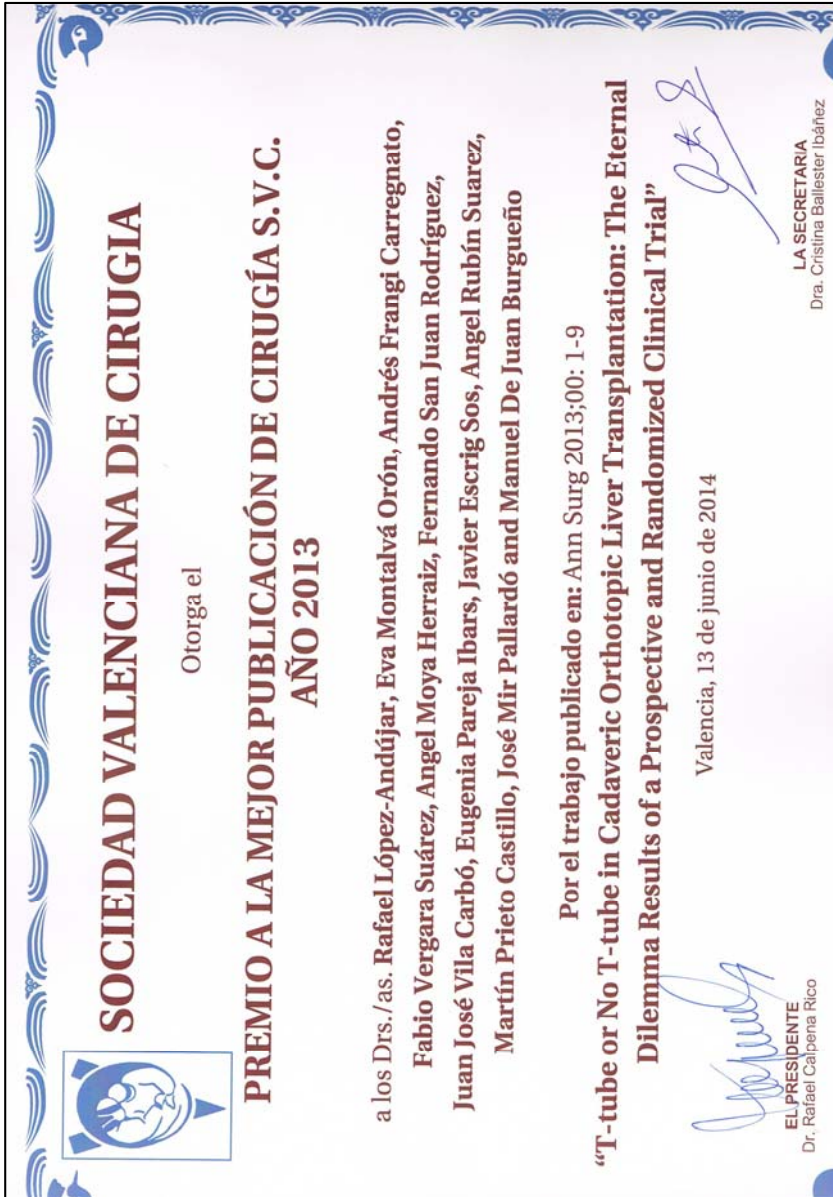 SOCIEDAD VALENCIANA DE CIRUGIA
Otorga el
PREMIO A LA MEJOR PUBLICACIÓN DE CIRUGÍA S.V.C.
AÑO 2013
a los Drs./as. Rafael López-Andújar, Eva Montalvá Orón, Andrés Frangi Carregnato,
Fabio Vergara Suárez, Angel Moya Herraiz, Fernando San Juan Rodríguez,
Juan José Vila Carbó, Eugenia Pareja Ibars, Javier Escrig Sos, Angel Rubín Suarez,
Martín Prieto Castillo, José Mir Pallardó and Manuel De Juan Burgueño
Por el trabajo publicado en: Ann Surg 2013;00: 1-9
“T-tube or No T-tube in Cadaveric Orthotopic Liver Transplantation: The Eternal
Dilemma Results of a Prospective and Randomized Clinical Trial”
Valencia, 13 de junio de 2014
EL PRESIDENTE
Dr. Rafael Calpena Rico
LA SECRETARIA
Dra. Cristina Ballester Ibáñez